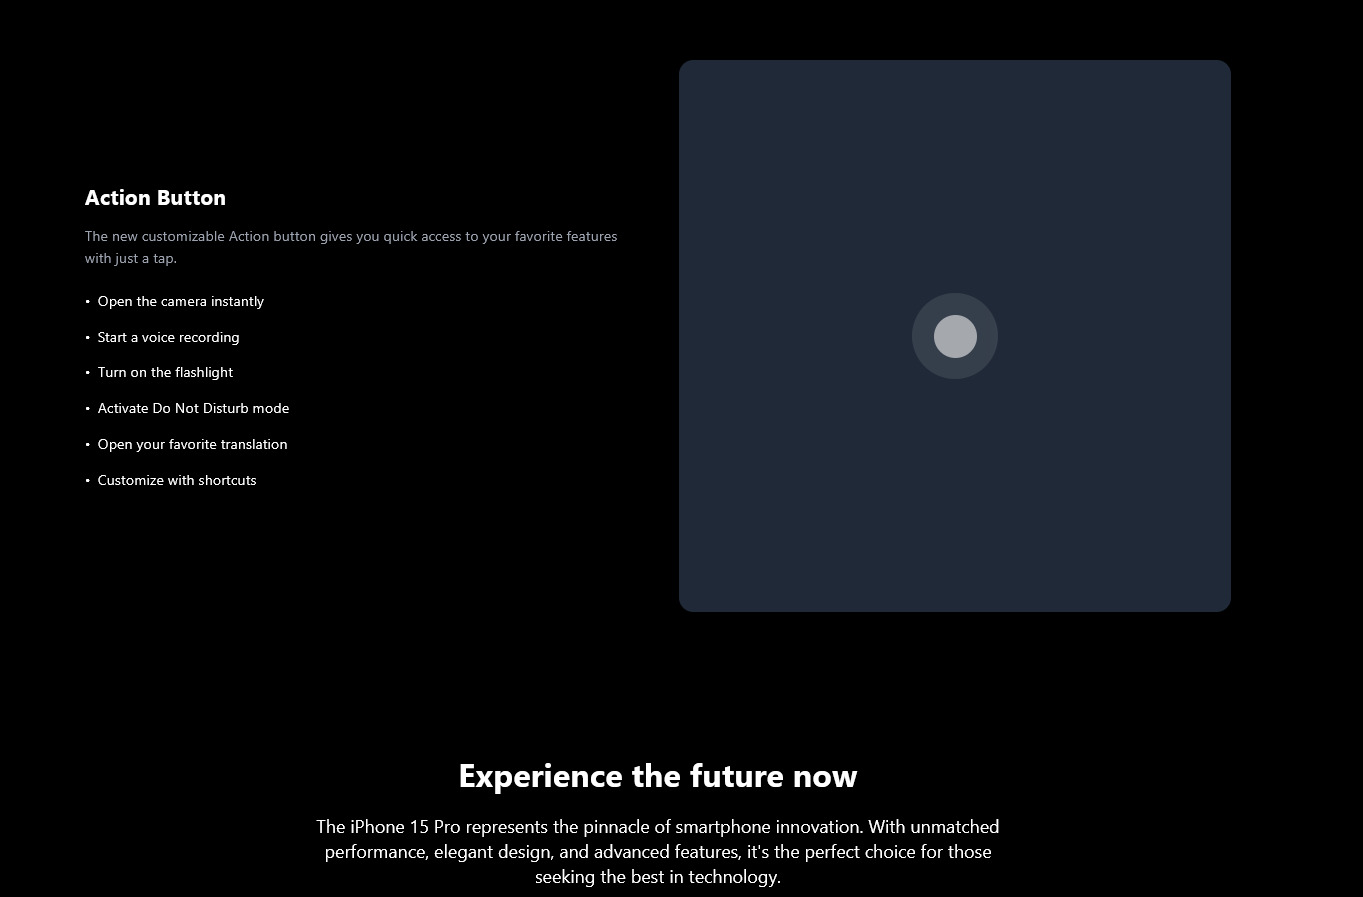 Action Button
The new customizable Action button gives you quick access to your favorite features
with just a tap.
• Open the camera instantly
• Start a voice recording
• Turn on the flashlight
• Activate Do Not Disturb mode
• Open your favorite translation
• Customize with shortcuts
Experience the future now
The iPhone 15 Pro represents the pinnacle of smartphone innovation. With unmatched
performance, elegant design, and advanced features, it's the perfect choice for those
seeking the best in technology.